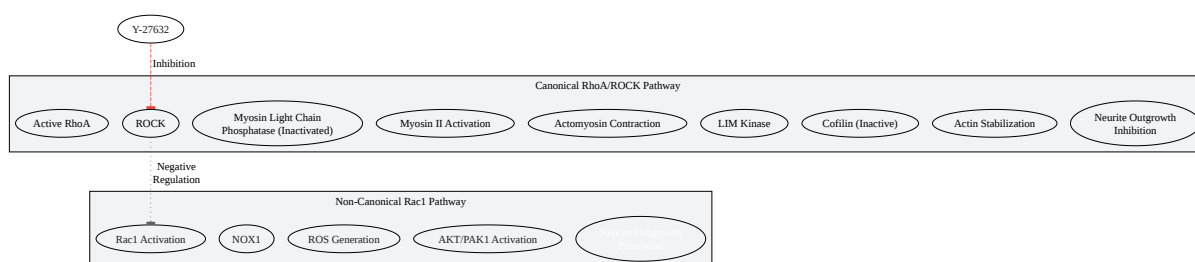 Y-27632
Inhibition
Canonical RhoA/ROCK Pathway
Active RhoA
ROCK
Myosin Light Chain
Phosphatase (Inactivated)
Myosin II Activation
Actomyosin Contraction
LIM Kinase
Cofilin (Inactive)
Actin Stabilization
Neurite Outgrowth
Inhibition
Negative
Regulation
Non-Canonical Rac1 Pathway
Rac1 Activation
NOX1
ROS Generation
AKT/PAK1 Activation
Neurite Outgrowth